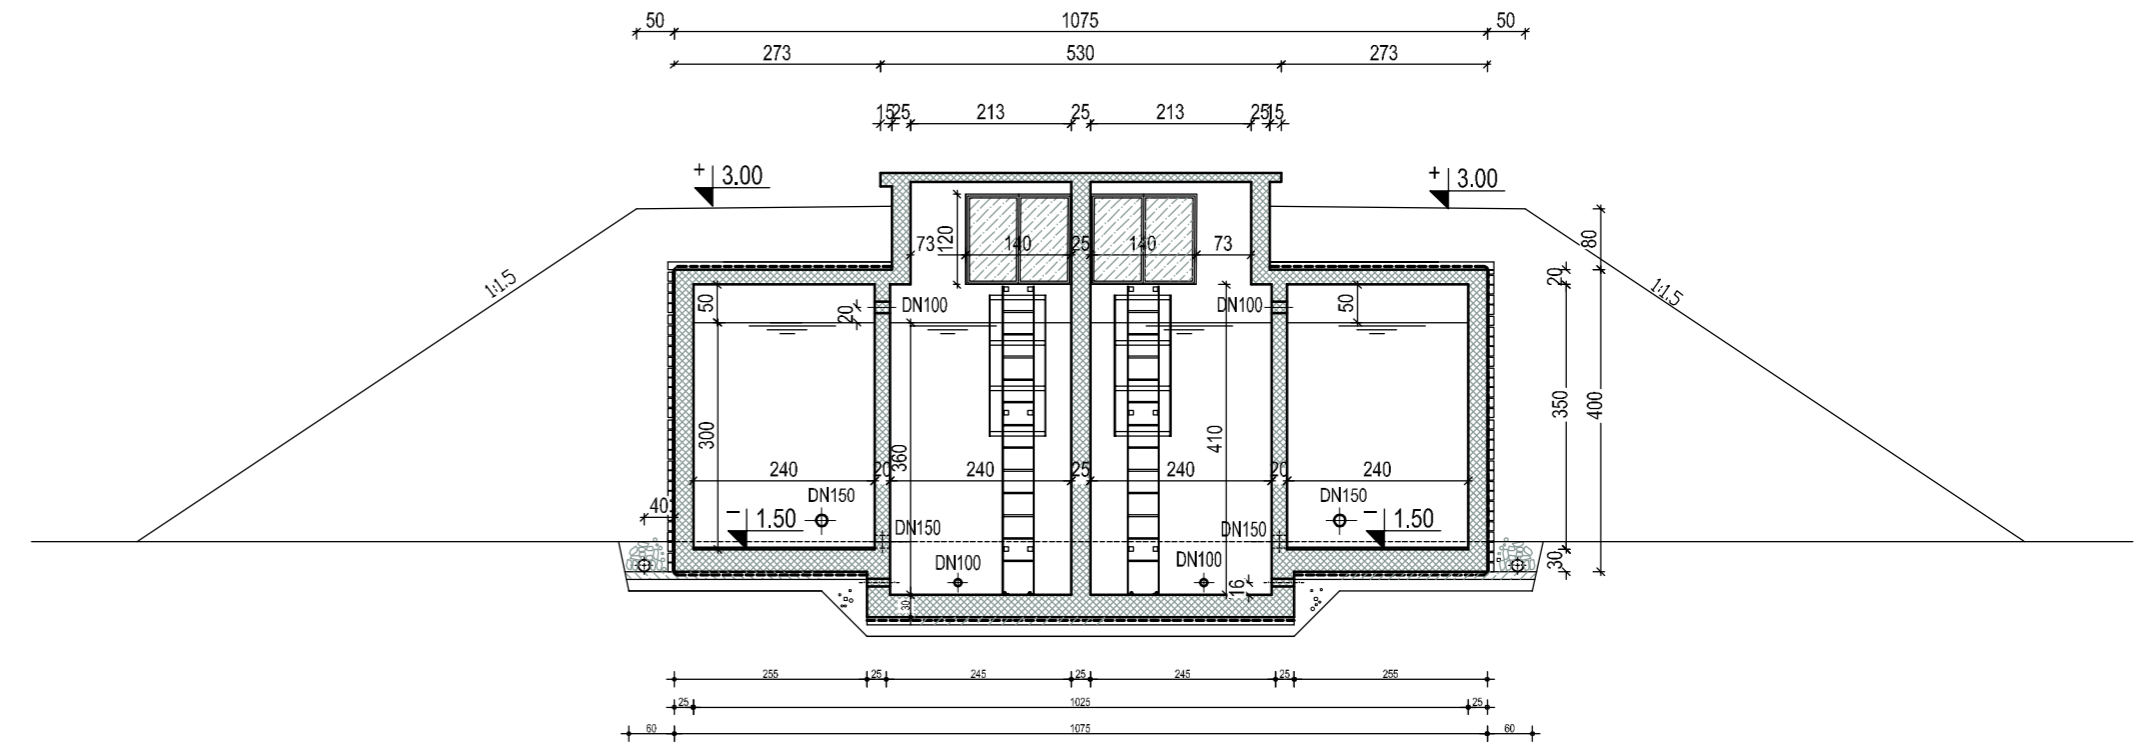 50 1075 50
273 530 273
15 25 213 25 213 25 15
+ 3.00 + 3.00
73 120 140 25 140 73 80
1:1.5 20 1:1.5
50 20 DN100 DN100 50
300 360 410 350 400
240 20 240 25 240 20 240
40 DN150 DN150
− 1.50 DN150 DN150 − 1.50
DN100 DN100 30
30 16
255 25 245 25 245 25 255
25 1025 25
60 1075 60